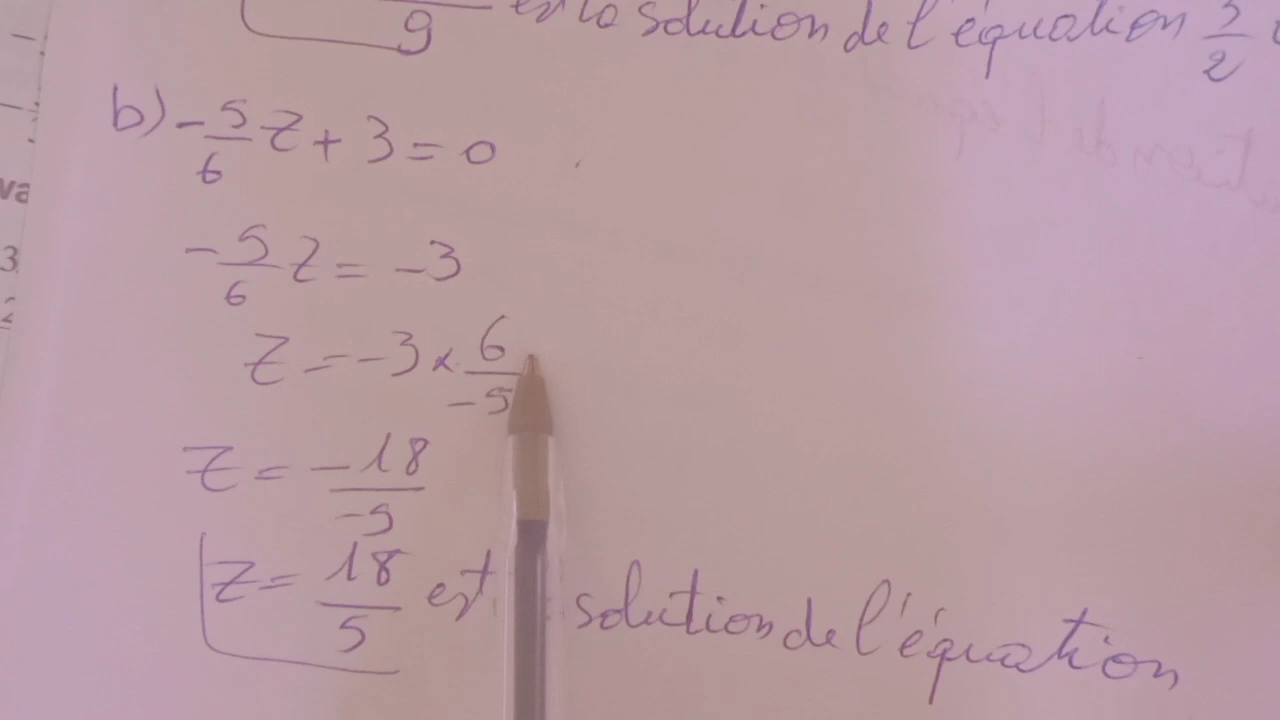 9 est la solution de l'équation 3/2
b) -5/6 z + 3 = 0
-5/6 z = -3
z = -3 × 6/-5
z = -18/-5
z = 18/5 est solution de l'équation